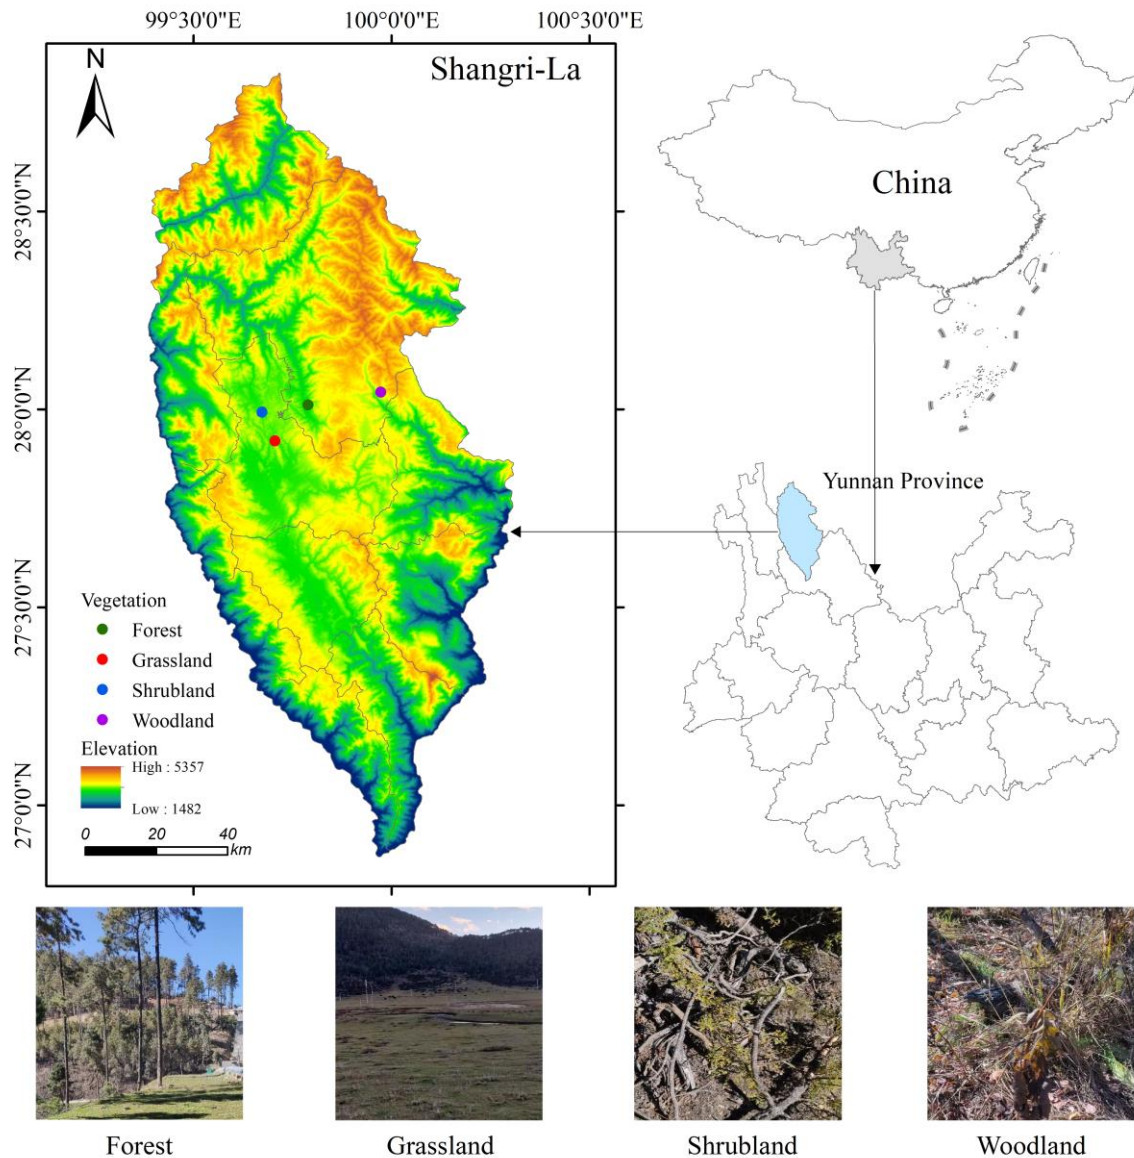 99°30'0"E
100°0'0"E
100°30'0"E
N
Shangri-La
28°30'0"N
28°0'0"N
27°30'0"N
27°0'0"N
Vegetation
Forest
Grassland
Shrubland
Woodland
Elevation
High : 5357
Low : 1482
0 20 40
km
China
Yunnan Province
Forest
Grassland
Shrubland
Woodland